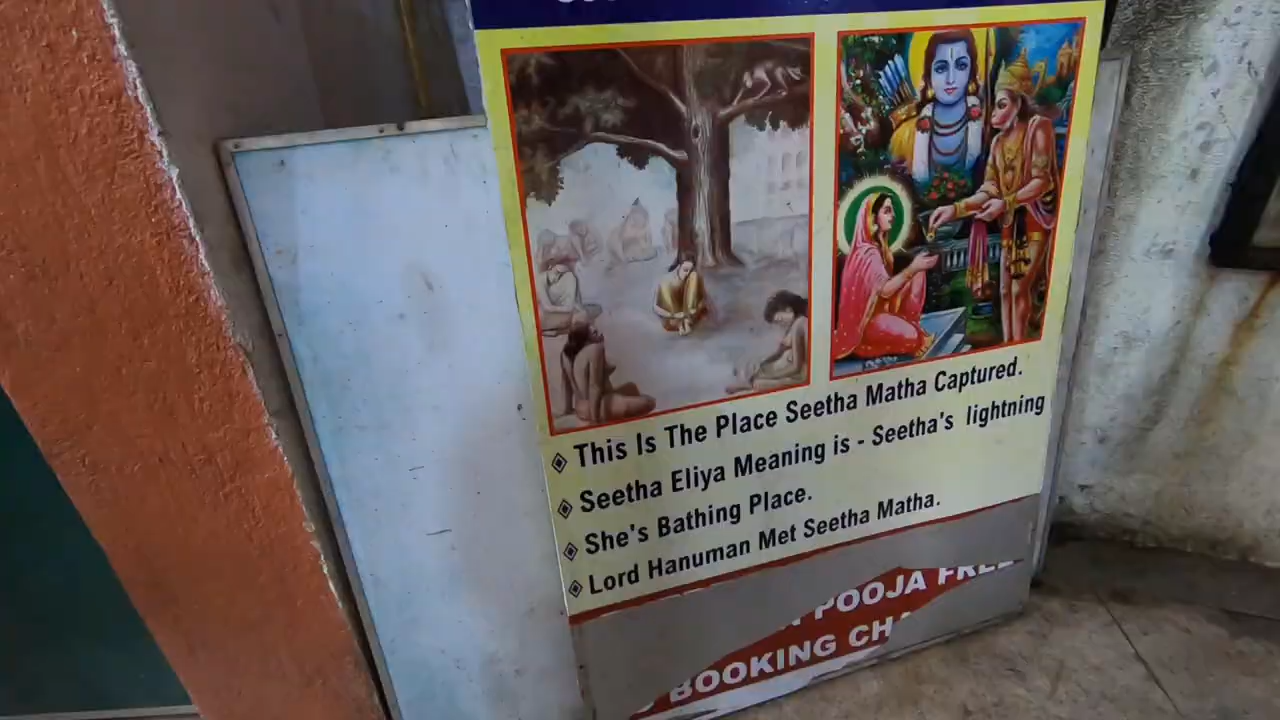 This Is The Place Seetha Matha Captured.
Seetha Eliya Meaning is - Seetha's lightning
She's Bathing Place.
Lord Hanuman Met Seetha Matha.
POOJA
BOOKING